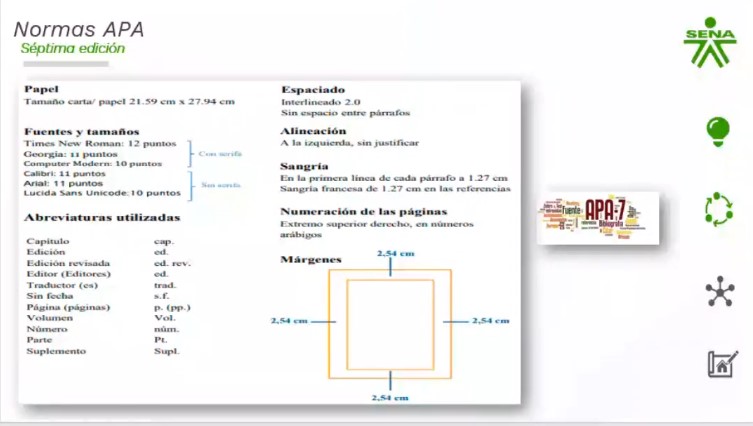 Normas APA
Séptima edición
SENA
Papel
Tamaño carta/ papel 21.59 cm x 27.94 cm
Fuentes y tamaños
Times New Roman: 12 puntos
Georgia: 11 puntos
Computer Modern: 10 puntos
Con serifa
Calibri: 11 puntos
Arial: 11 puntos
Lucida Sans Unicode: 10 puntos
Sin serifa
Abreviaturas utilizadas
Capítulo cap.
Edición ed.
Edición revisada ed. rev.
Editor (Editores) ed.
Traductor (es) trad.
Sin fecha s.f.
Página (páginas) p. (pp.)
Volumen Vol.
Número núm.
Parte Pt.
Suplemento Supl.
Espaciado
Interlineado 2.0
Sin espacio entre párrafos
Alineación
A la izquierda, sin justificar
Sangría
En la primera línea de cada párrafo a 1.27 cm
Sangría francesa de 1.27 cm en las referencias
Numeración de las páginas
Extremo superior derecho, en números
arábigos
Márgenes
2,54 cm
2,54 cm
2,54 cm
2,54 cm
Fuente
APA:7
Bibliografía